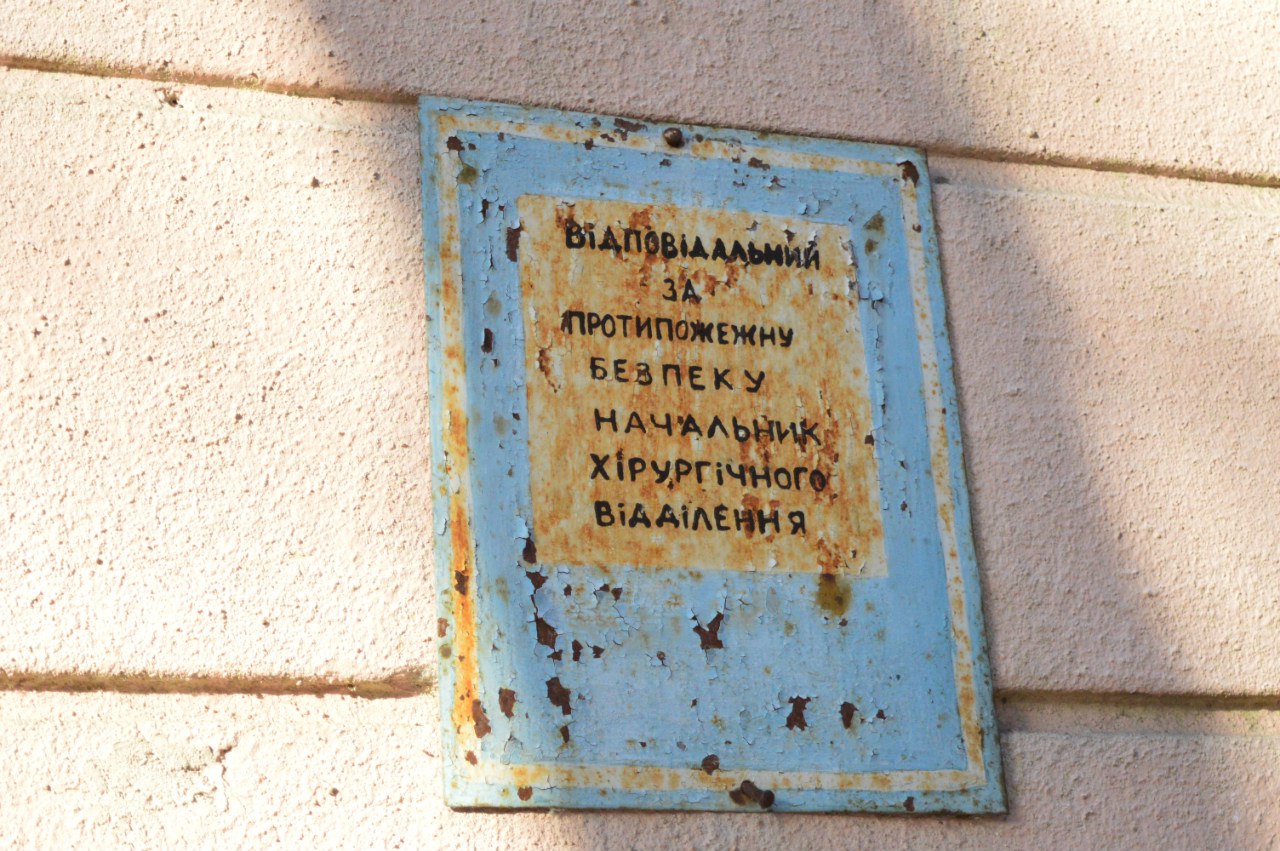 ВІДПОВІДАЛЬНИЙ
ЗА
ПРОТИПОЖЕЖНУ
БЕЗПЕКУ
НАЧАЛЬНИК
ХІРУРГІЧНОГО
ВІДДІЛЕННЯ